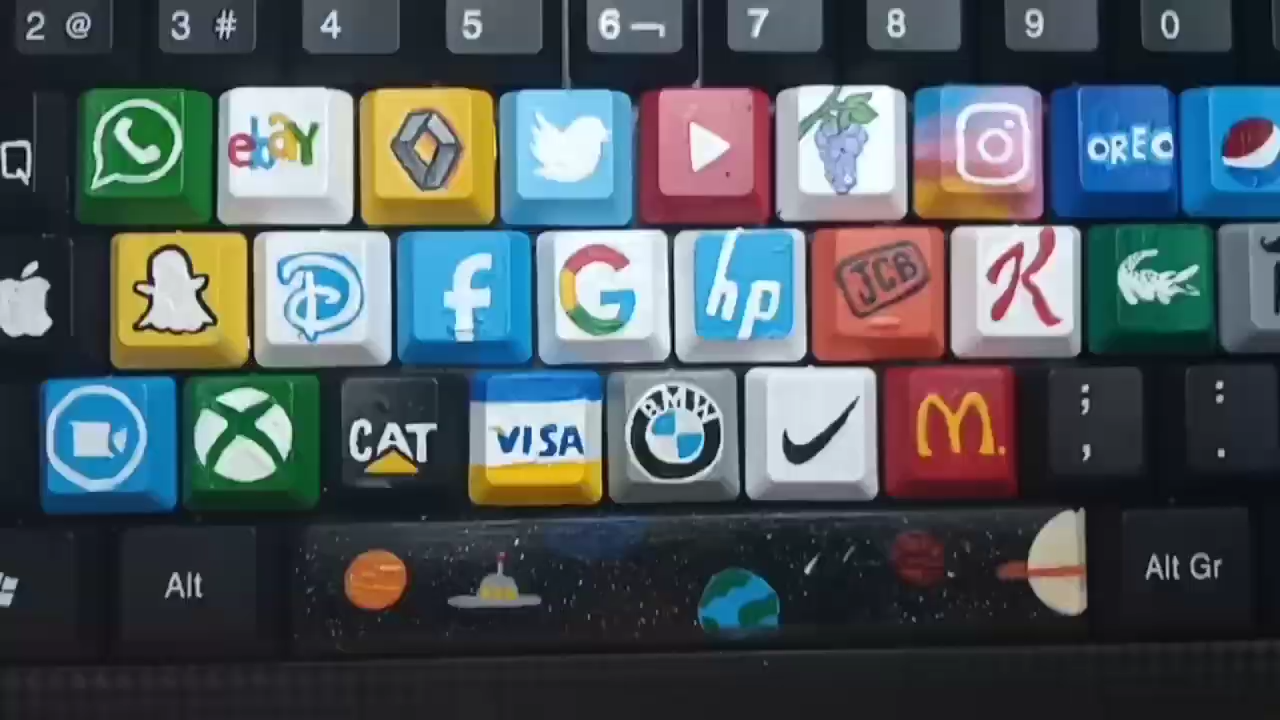 2 @ 3 # 4 5 6 ¬ 7 8 9 0
Q ebay OREO
D f G hp JCB K
CAT VISA BMW M ; , : .
Alt Alt Gr